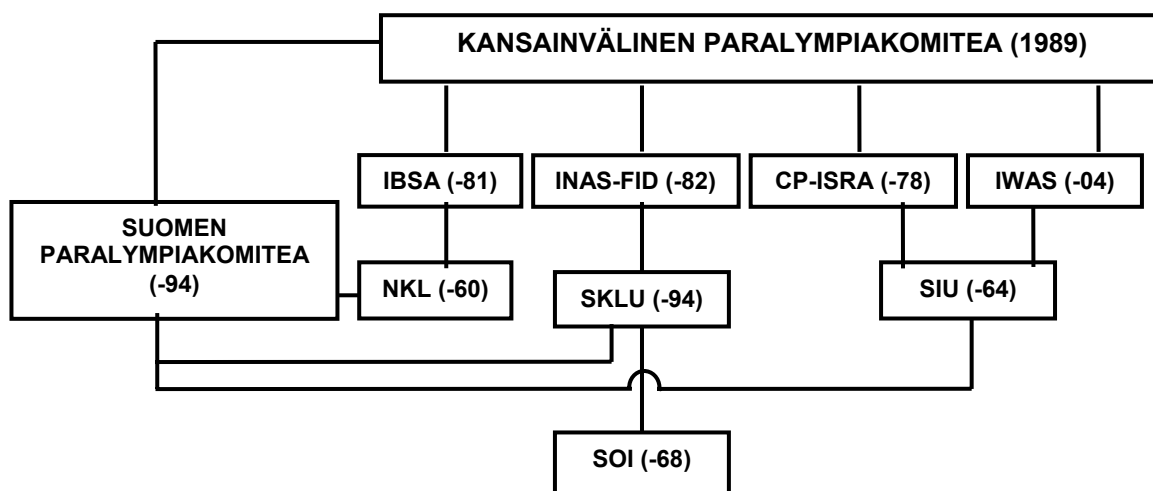 KANSAINVÄLINEN PARALYMPIAKOMITEA (1989)
IBSA (-81)
INAS-FID (-82)
CP-ISRA (-78)
IWAS (-04)
SUOMEN
PARALYMPIAKOMITEA
(-94)
NKL (-60)
SKLU (-94)
SIU (-64)
SOI (-68)